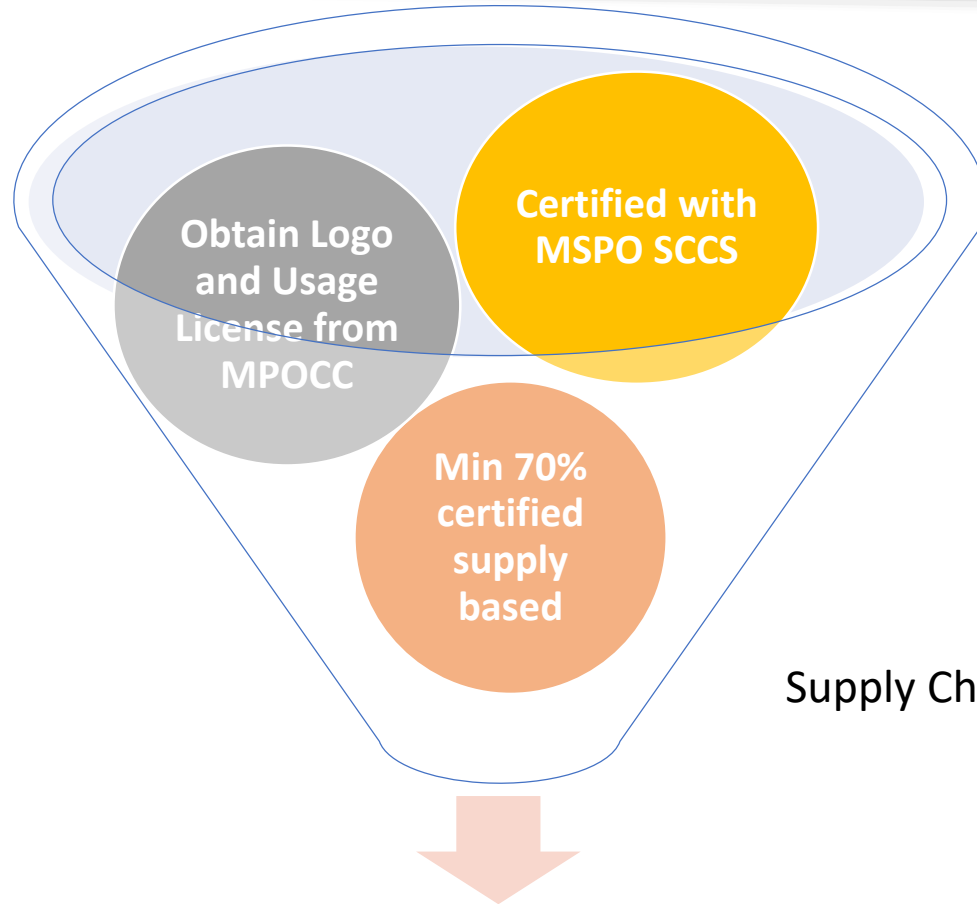 Obtain Logo
and Usage
License from
MPOCC
Certified with
MSPO SCCS
Min 70%
certified
supply
based
Supply Ch